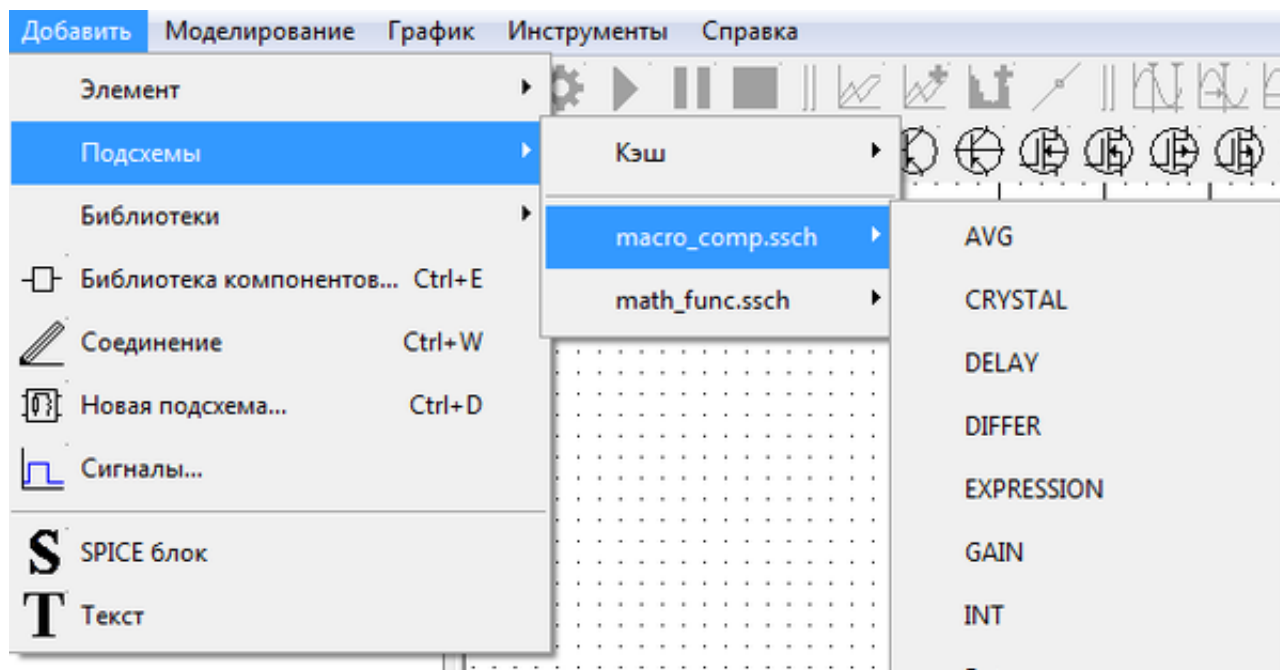 Добавить Моделирование График Инструменты Справка
Элемент
Подсхемы
Библиотеки
Библиотека компонентов... Ctrl+E
Соединение Ctrl+W
Новая подсхема... Ctrl+D
Сигналы...
S SPICE блок
T Текст
Кэш
macro_comp.ssch
math_func.ssch
AVG
CRYSTAL
DELAY
DIFFER
EXPRESSION
GAIN
INT